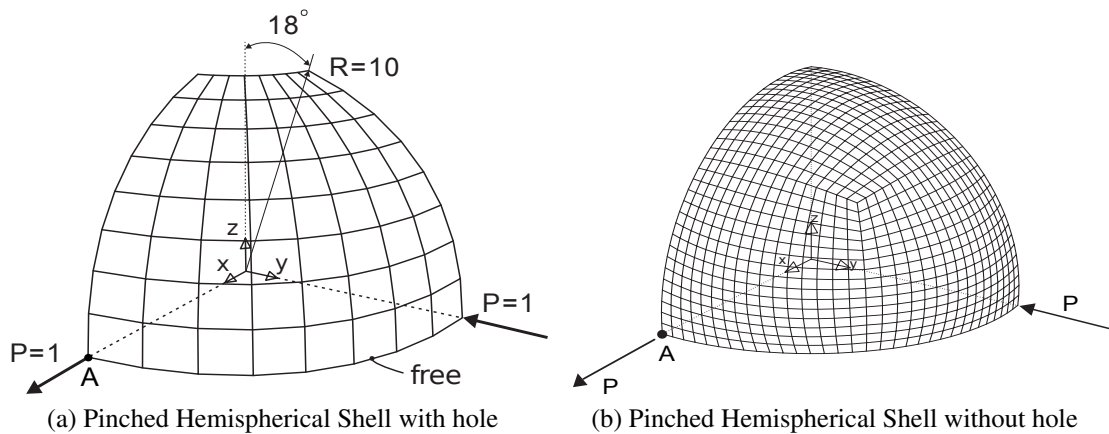 18°
R=10
z
x
y
P=1
P=1
A
free
z
x
y
P
A
P
(a) Pinched Hemispherical Shell with hole
(b) Pinched Hemispherical Shell without hole